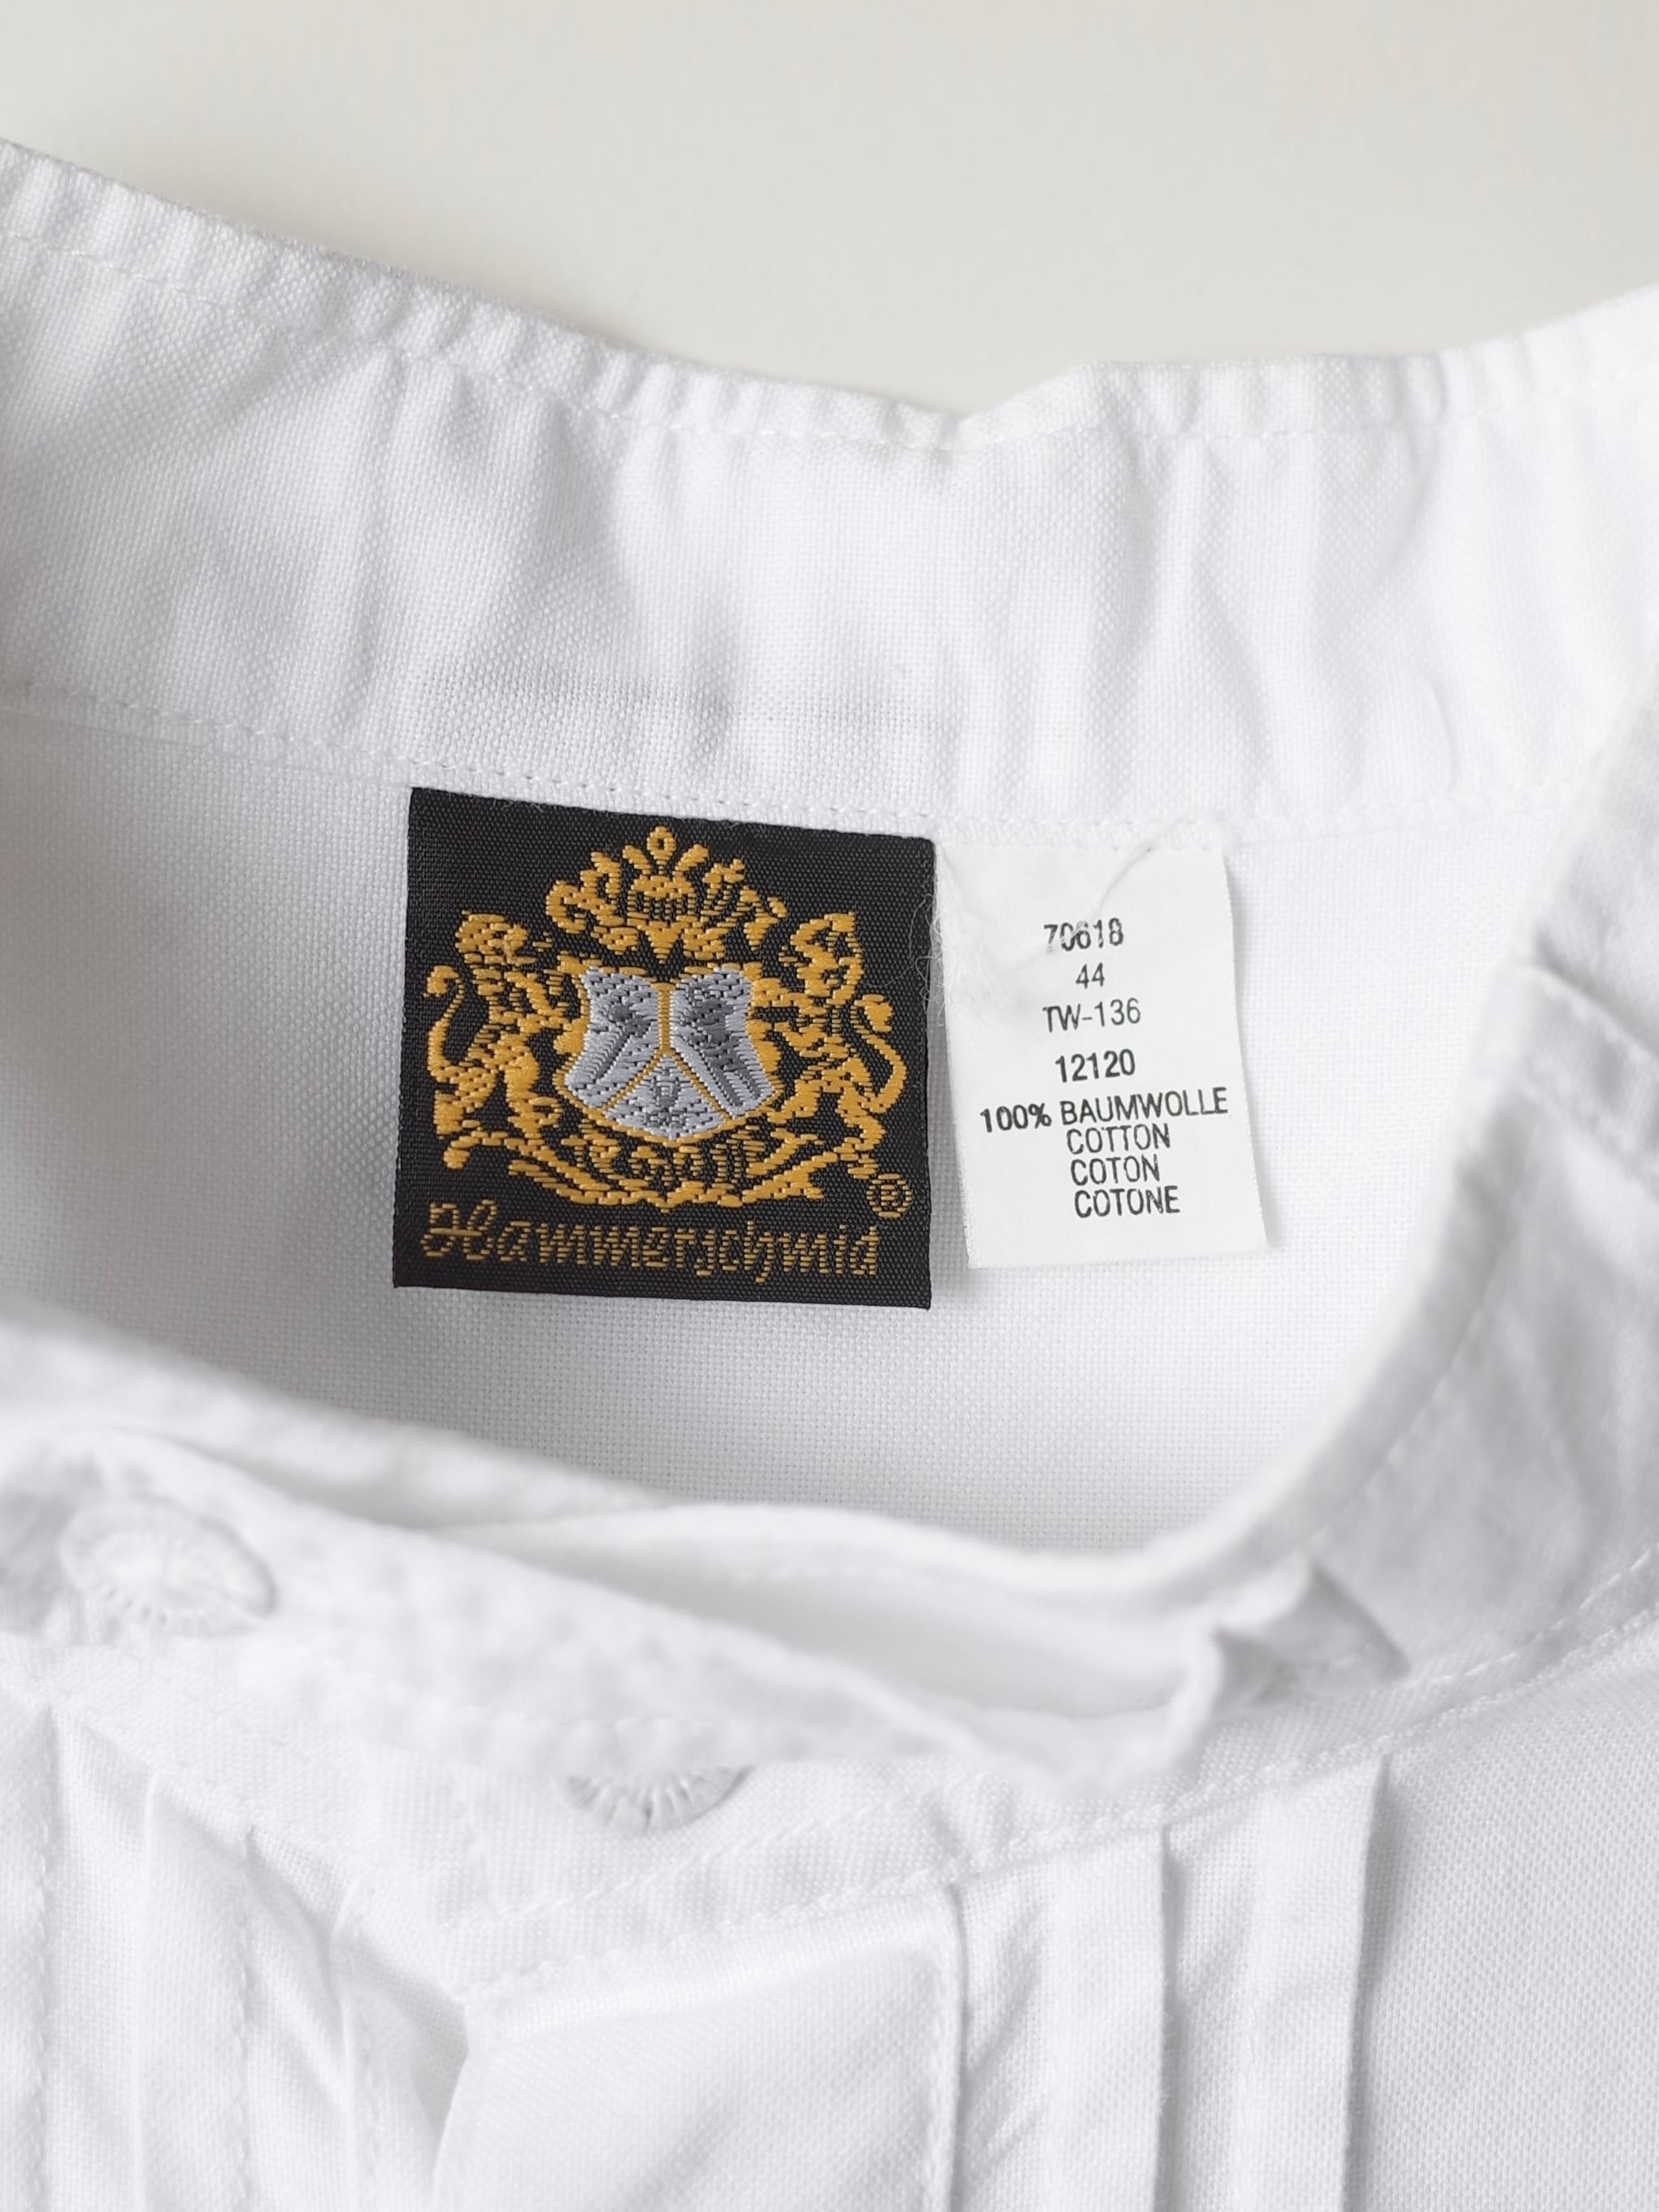 ®
Hammerschmid
70618
44
TW-136
12120
100% BAUMWOLLE
COTTON
COTON
COTONE